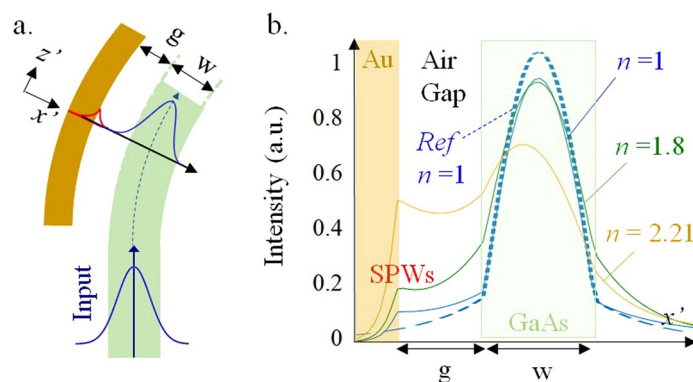 a.
z’
x’
g
w
Input
b.
Intensity (a.u.)
1
0.8
0.6
0.4
0.2
0
Au
Air
Gap
Ref
n = 1
n = 1
n = 1.8
n = 2.21
SPWs
GaAs
x’
g
w